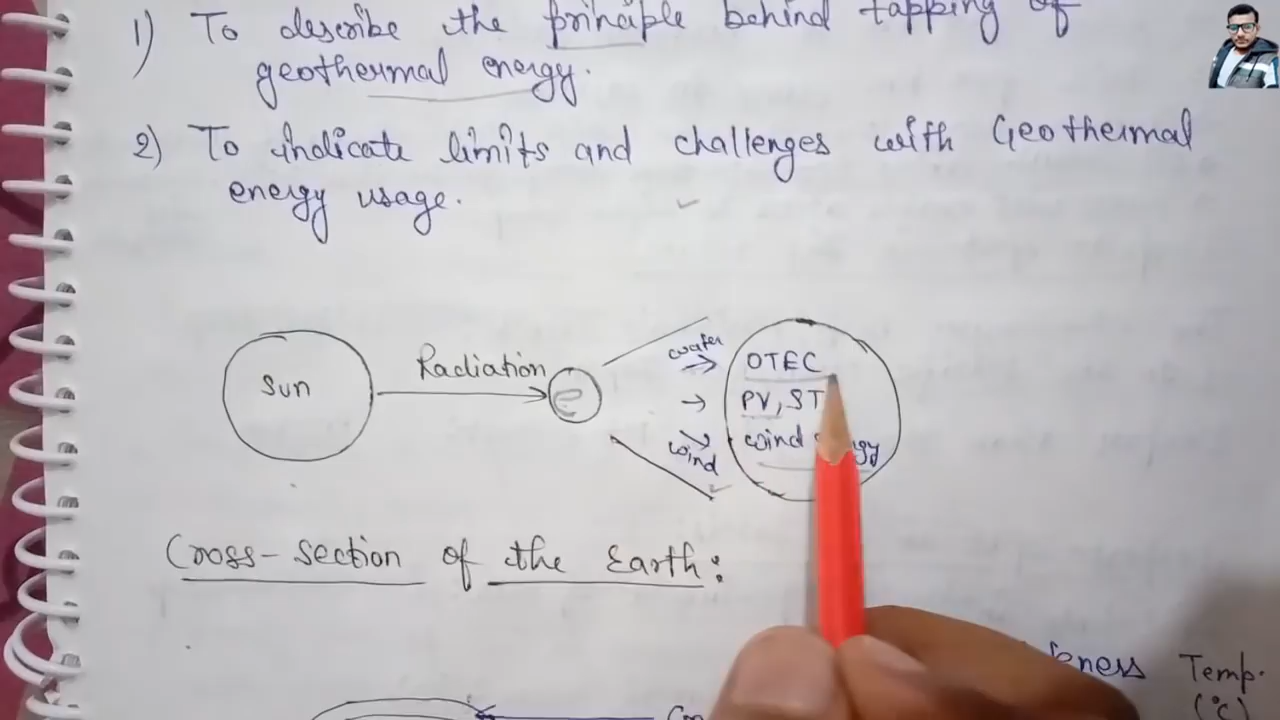 1) To describe the principle behind tapping of
geothermal energy.
2) To indicate limits and challenges with Geothermal
energy usage.
Sun
Radiation
e
water
OTEC
PV, ST
wind
wind
Cross-section of the Earth:
Temp.
(°C)